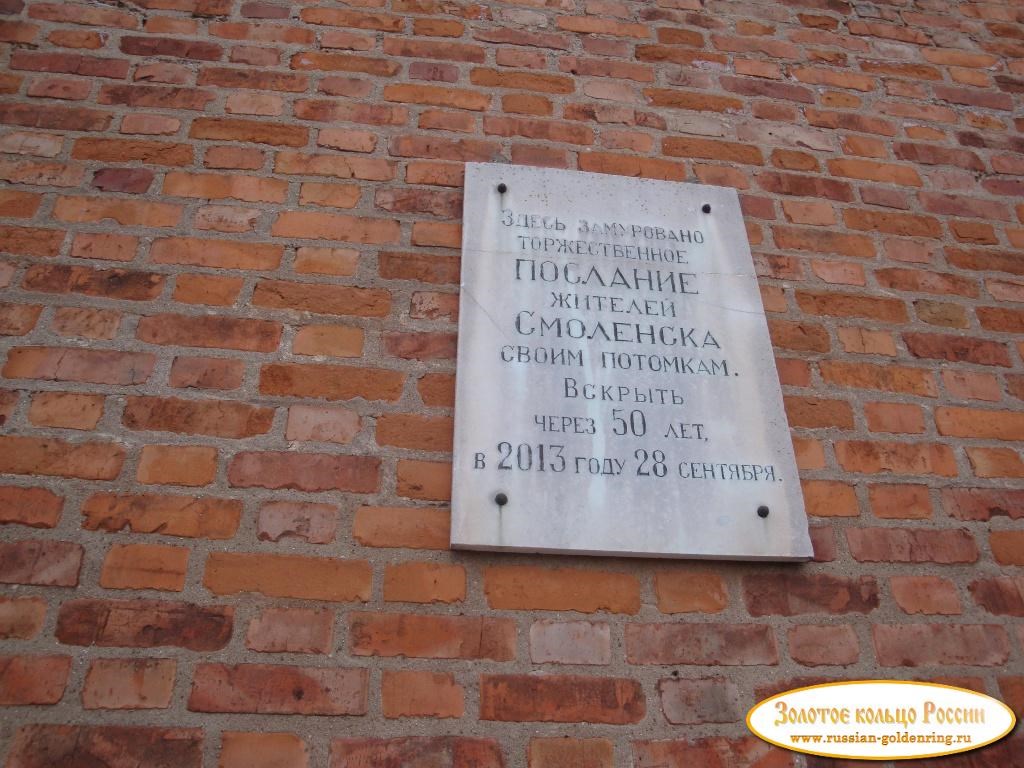 Здесь замуровано
торжественное
послание
жителей
Смоленска
своим потомкам.
Вскрыть
через 50 лет,
в 2013 году 28 сентября.
Золотое кольцо России
www.russian-goldenring.ru